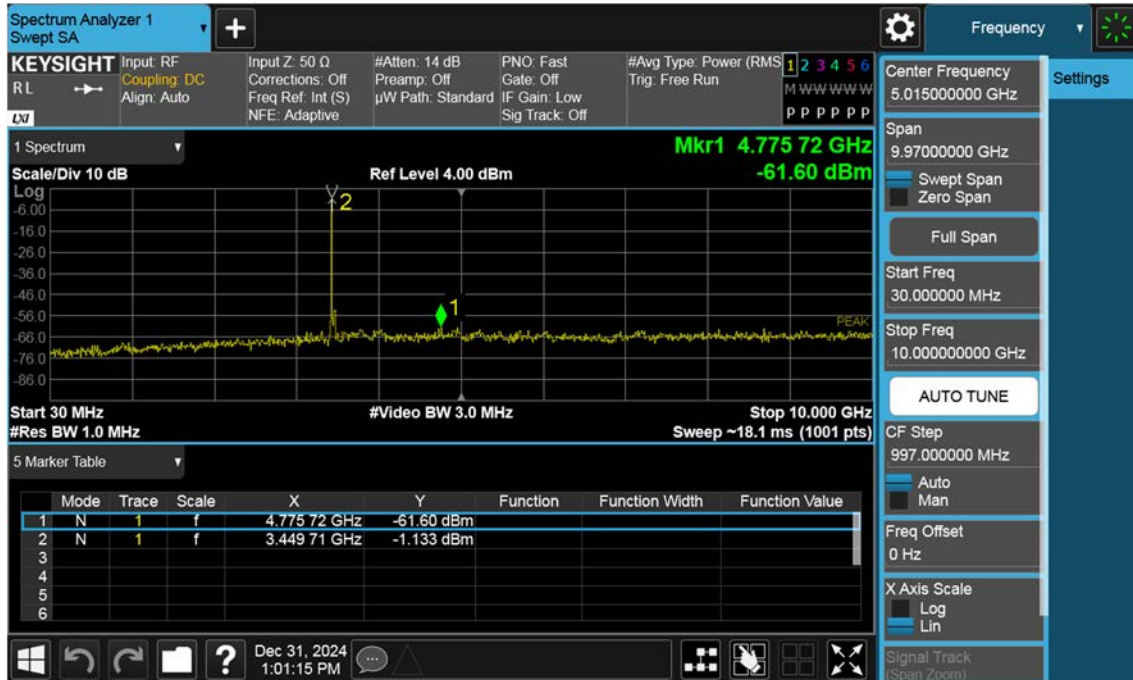 Spectrum Analyzer 1
Swept SA
Frequency
KEYSIGHT
R L
LXI
Input: RF
Coupling: DC
Align: Auto
Input Z: 50 Ω
Corrections: Off
Freq Ref: Int (S)
NFE: Adaptive
#Atten: 14 dB
Preamp: Off
µW Path: Standard
PNO: Fast
Gate: Off
IF Gain: Low
Sig Track: Off
#Avg Type: Power (RMS
Trig: Free Run
1 2 3 4 5 6
M W W W W W
P P P P P P
1 Spectrum
Mkr1 4.775 72 GHz
Scale/Div 10 dB
Ref Level 4.00 dBm
-61.60 dBm
Log
2
-6.00
-16.0
-26.0
-36.0
-46.0
1
-56.0
PEAK
-66.0
-76.0
-86.0
Start 30 MHz
#Video BW 3.0 MHz
Stop 10.000 GHz
#Res BW 1.0 MHz
Sweep ~18.1 ms (1001 pts)
5 Marker Table
Mode Trace Scale X Y Function Function Width Function Value
1 N 1 f 4.775 72 GHz -61.60 dBm
2 N 1 f 3.449 71 GHz -1.133 dBm
3
4
5
6
?
Dec 31, 2024
1:01:15 PM
Center Frequency
5.015000000 GHz
Settings
Span
9.97000000 GHz
Swept Span
Zero Span
Full Span
Start Freq
30.000000 MHz
Stop Freq
10.000000000 GHz
AUTO TUNE
CF Step
997.000000 MHz
Auto
Man
Freq Offset
0 Hz
X Axis Scale
Log
Lin
Signal Track
(Span Zoom)